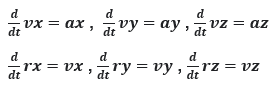 d/dt vx = ax , d/dt vy = ay , d/dt vz = az
d/dt rx = vx , d/dt ry = vy , d/dt rz = vz